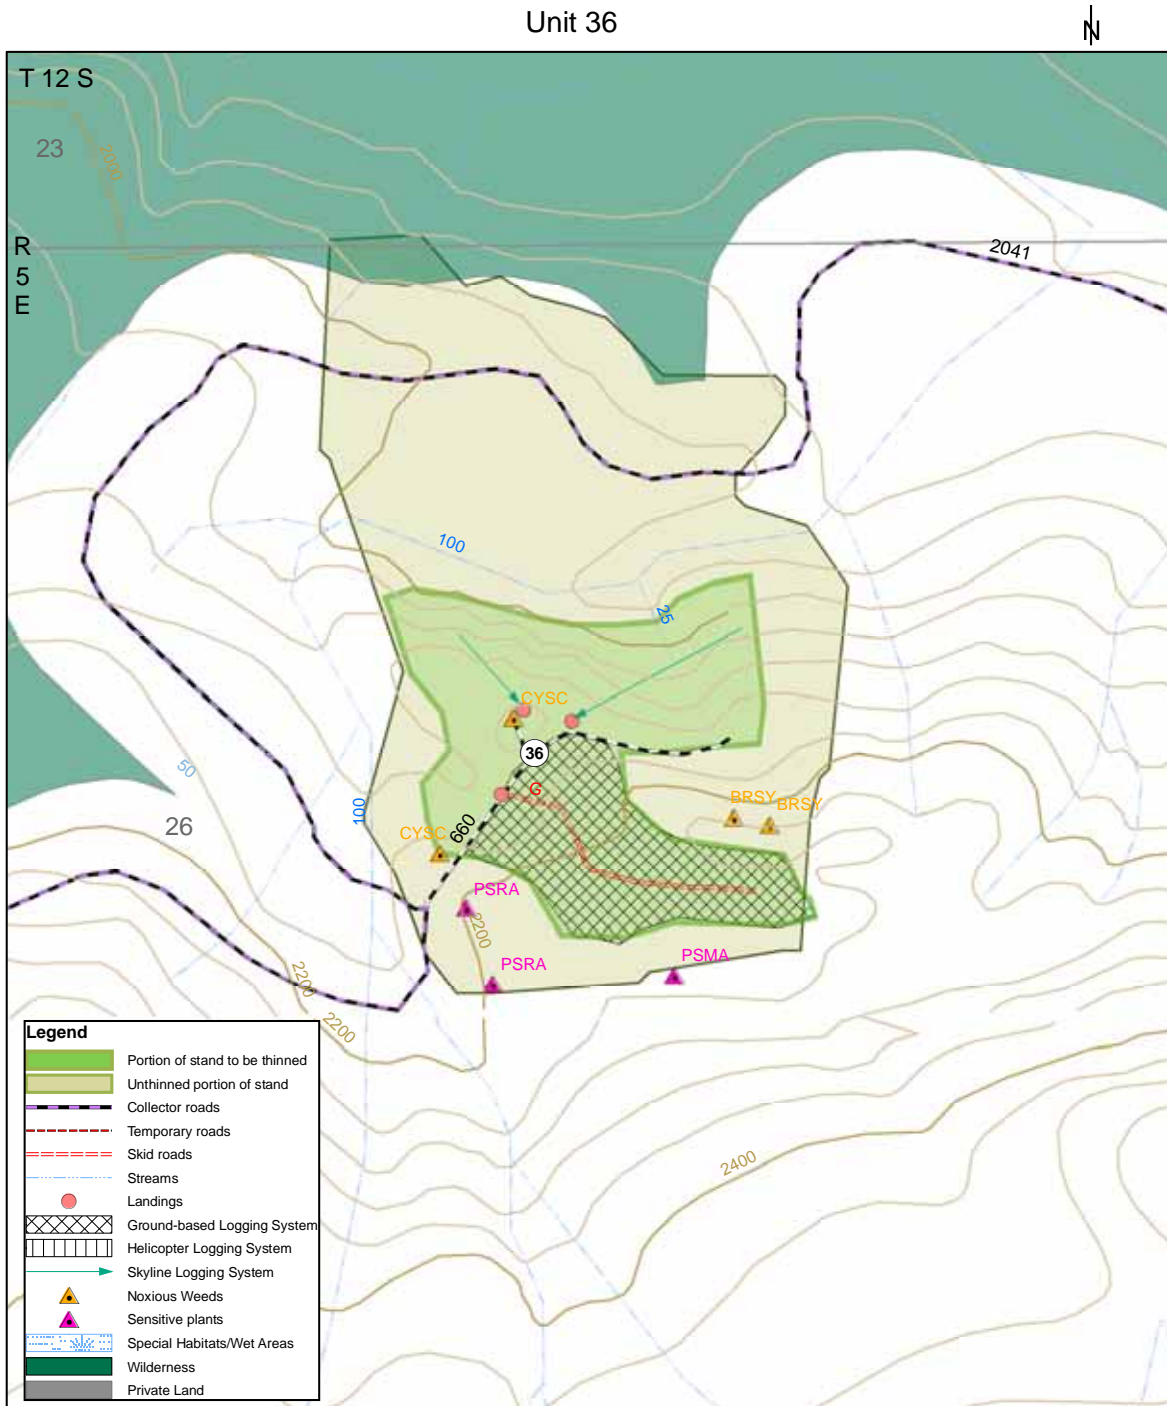 Unit 36
N
T 12 S
23
2000
R
5
E
2041
100
25
CYSC
36
50
100
G
BRSY
BRSY
26
CYSC
660
PSRA
2200
PSRA
PSMA
2200
2200
2400
Legend
Portion of stand to be thinned
Unthinned portion of stand
Collector roads
Temporary roads
Skid roads
Streams
Landings
Ground-based Logging System
Helicopter Logging System
Skyline Logging System
Noxious Weeds
Sensitive plants
Special Habitats/Wet Areas
Wilderness
Private Land